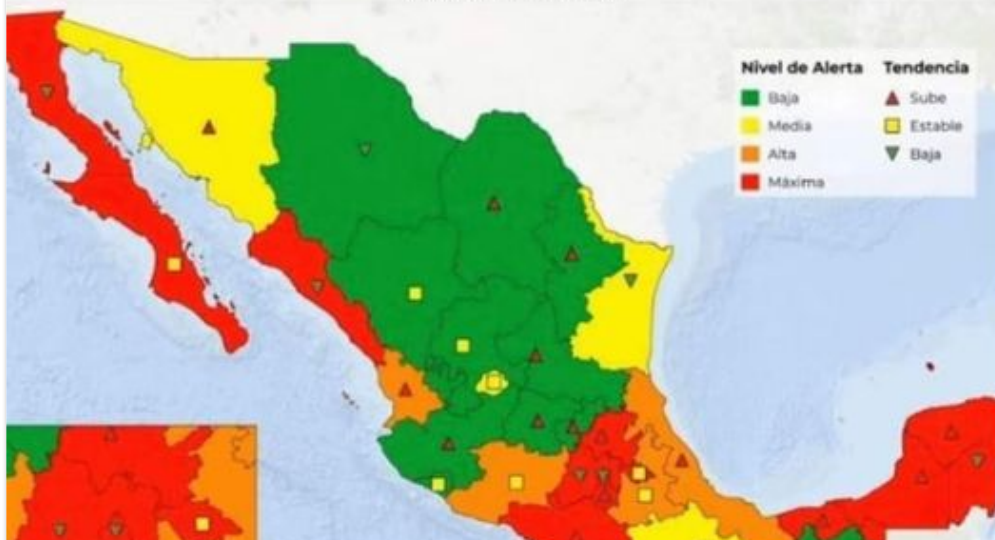 Nivel de Alerta Tendencia
Baja Sube
Media Estable
Alta Baja
Máxima